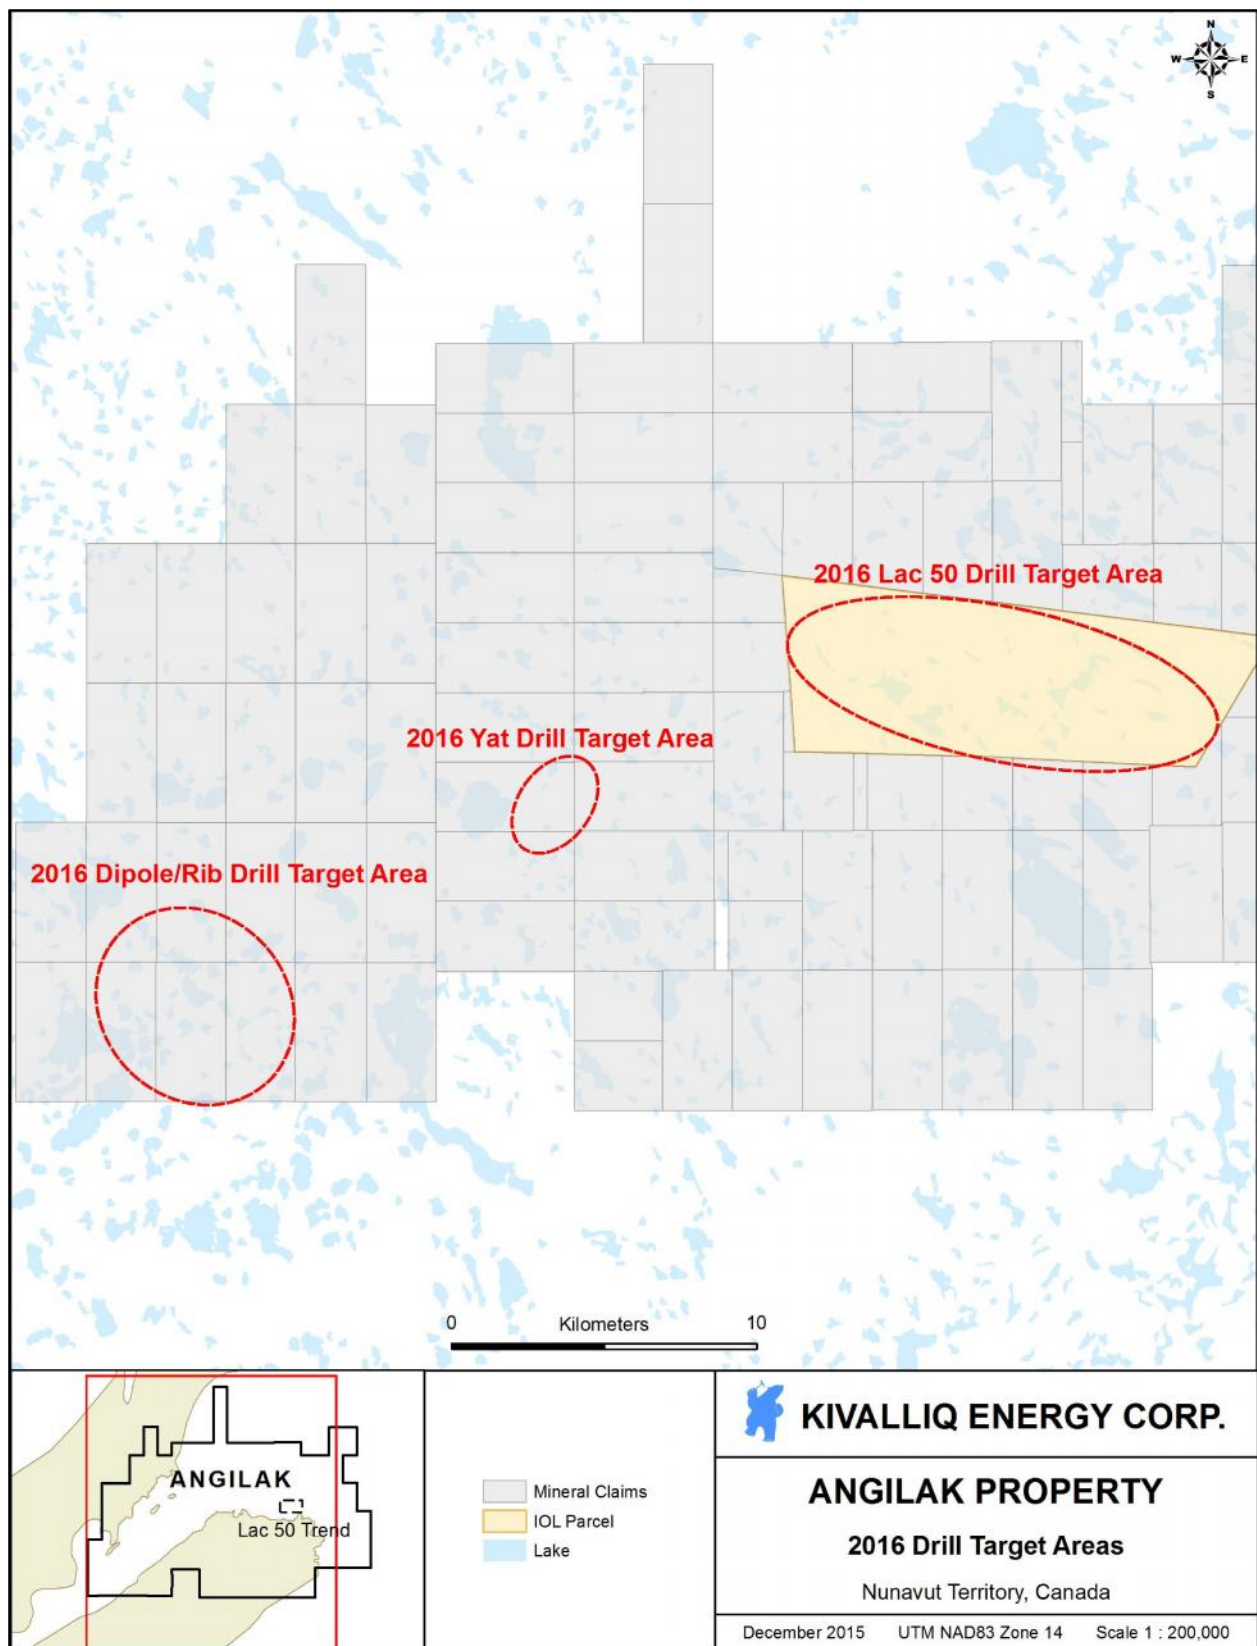 N
W E
S
2016 Lac 50 Drill Target Area
2016 Yat Drill Target Area
2016 Dipole/Rib Drill Target Area
0 Kilometers 10
ANGILAK
Lac 50 Trend
Mineral Claims
IOL Parcel
Lake
KIVALLIQ ENERGY CORP.
ANGILAK PROPERTY
2016 Drill Target Areas
Nunavut Territory, Canada
December 2015 UTM NAD83 Zone 14 Scale 1 : 200,000